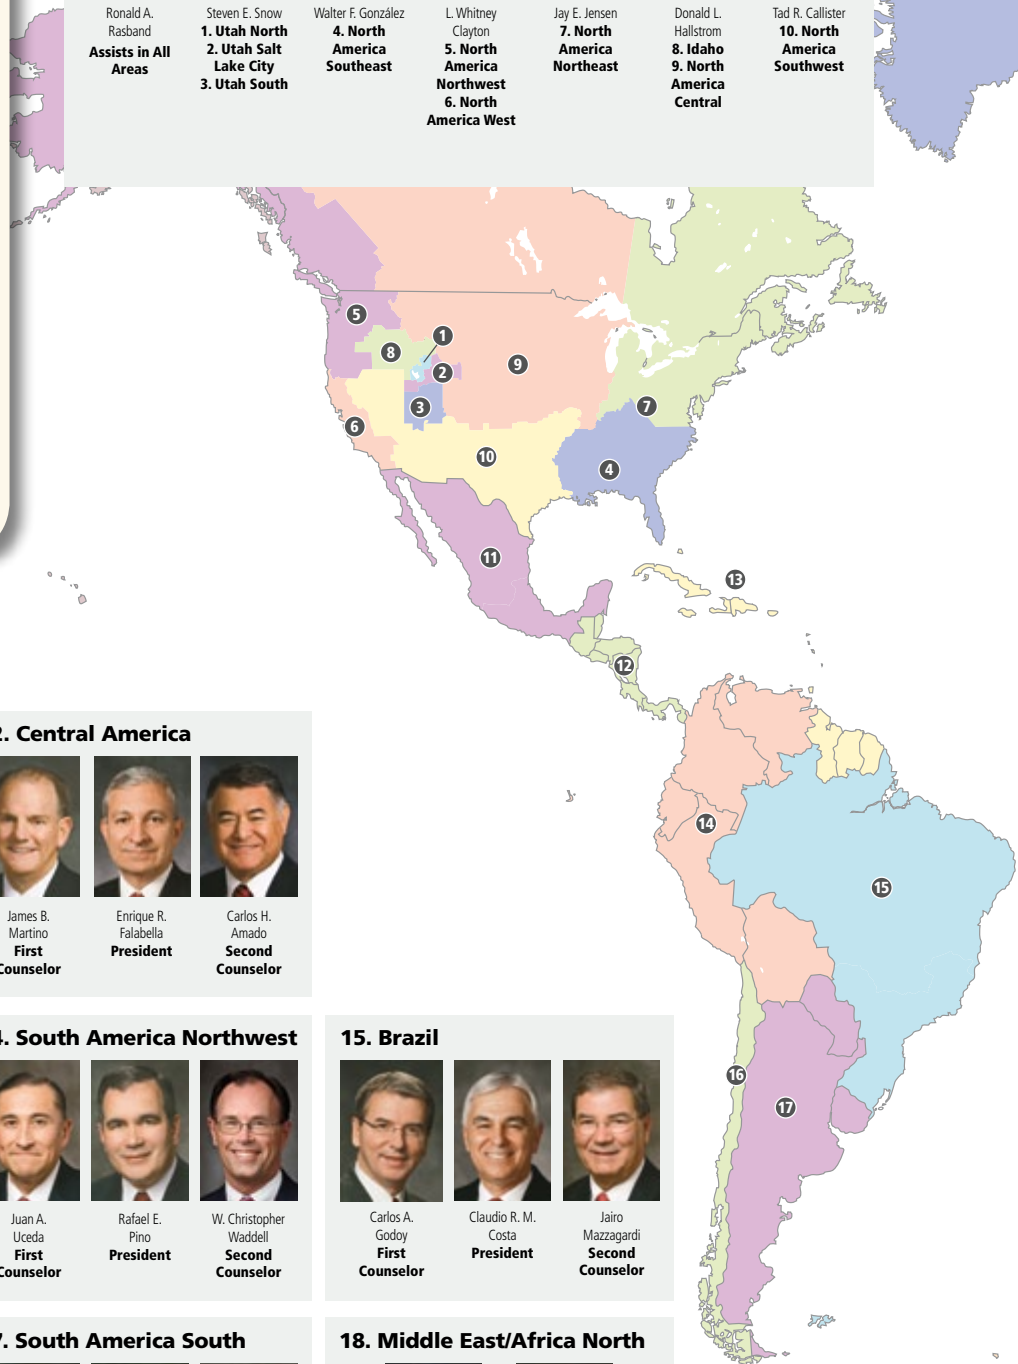 Ronald A.
Rasband
Assists in All
Areas
Steven E. Snow
1. Utah North
2. Utah Salt
Lake City
3. Utah South
Walter F. González
4. North
America
Southeast
L. Whitney
Clayton
5. North
America
Northwest
6. North
America West
Jay E. Jensen
7. North
America
Northeast
Donald L.
Hallstrom
8. Idaho
9. North
America
Central
Tad R. Callister
10. North
America
Southwest
5
1
8
2
9
3
7
6
10
4
11
13
12
14
15
16
17
2. Central America
James B.
Martino
First
Counselor
Enrique R.
Falabella
President
Carlos H.
Amado
Second
Counselor
4. South America Northwest
Juan A.
Uceda
First
Counselor
Rafael E.
Pino
President
W. Christopher
Waddell
Second
Counselor
15. Brazil
Carlos A.
Godoy
First
Counselor
Claudio R. M.
Costa
President
Jairo
Mazzagardi
Second
Counselor
7. South America South
18. Middle East/Africa North